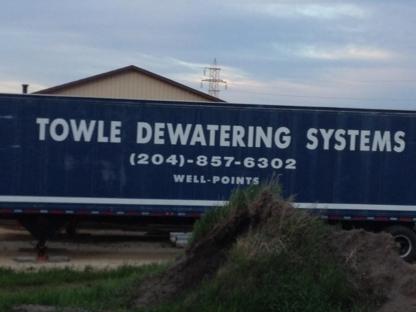 TOWLE DEWATERING SYSTEMS
(204)-857-6302
WELL-POINTS